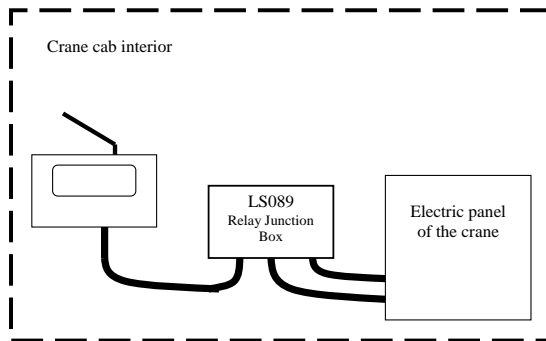 Crane cab interior
LS089
Relay Junction
Box
Electric panel
of the crane